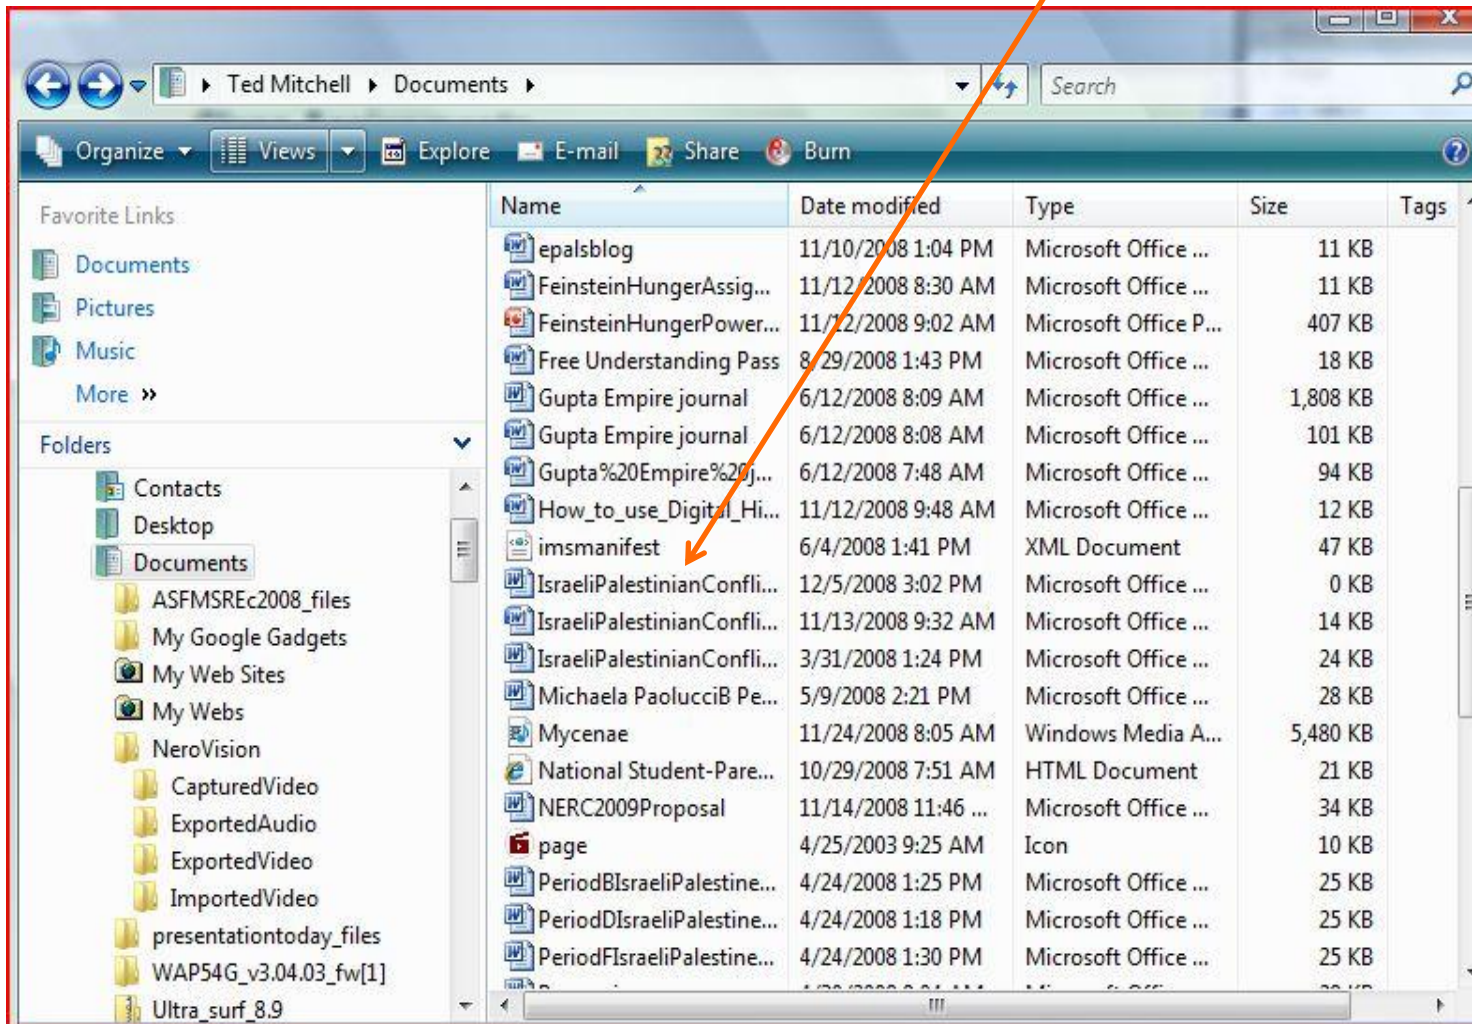 Ted Mitchell Documents
Search
Organize Views Explore E-mail Share Burn
Favorite Links
Documents
Pictures
Music
More »
Folders
Contacts
Desktop
Documents
ASFMSREc2008_files
My Google Gadgets
My Web Sites
My Webs
NeroVision
CapturedVideo
ExportedAudio
ExportedVideo
ImportedVideo
presentationtoday_files
WAP54G_v3.04.03_fw[1]
Ultra_surf_8.9
Name Date modified Type Size Tags
epalsblog 11/10/2008 1:04 PM Microsoft Office ... 11 KB
FeinsteinHungerAssig... 11/12/2008 8:30 AM Microsoft Office ... 11 KB
FeinsteinHungerPower... 11/12/2008 9:02 AM Microsoft Office P... 407 KB
Free Understanding Pass 8/29/2008 1:43 PM Microsoft Office ... 18 KB
Gupta Empire journal 6/12/2008 8:09 AM Microsoft Office ... 1,808 KB
Gupta Empire journal 6/12/2008 8:08 AM Microsoft Office ... 101 KB
Gupta%20Empire%20j... 6/12/2008 7:48 AM Microsoft Office ... 94 KB
How_to_use_Digital_Hi... 11/12/2008 9:48 AM Microsoft Office ... 12 KB
imsmanifest 6/4/2008 1:41 PM XML Document 47 KB
IsraeliPalestinianConfli... 12/5/2008 3:02 PM Microsoft Office ... 0 KB
IsraeliPalestinianConfli... 11/13/2008 9:32 AM Microsoft Office ... 14 KB
IsraeliPalestinianConfli... 3/31/2008 1:24 PM Microsoft Office ... 24 KB
Michaela PaolucciB Pe... 5/9/2008 2:21 PM Microsoft Office ... 28 KB
Mycenae 11/24/2008 8:05 AM Windows Media A... 5,480 KB
National Student-Pare... 10/29/2008 7:51 AM HTML Document 21 KB
NERC2009Proposal 11/14/2008 11:46 ... Microsoft Office ... 34 KB
page 4/25/2003 9:25 AM Icon 10 KB
PeriodBIsraeliPalestine... 4/24/2008 1:25 PM Microsoft Office ... 25 KB
PeriodDIsraeliPalestine... 4/24/2008 1:18 PM Microsoft Office ... 25 KB
PeriodFIsraeliPalestine... 4/24/2008 1:30 PM Microsoft Office ... 25 KB